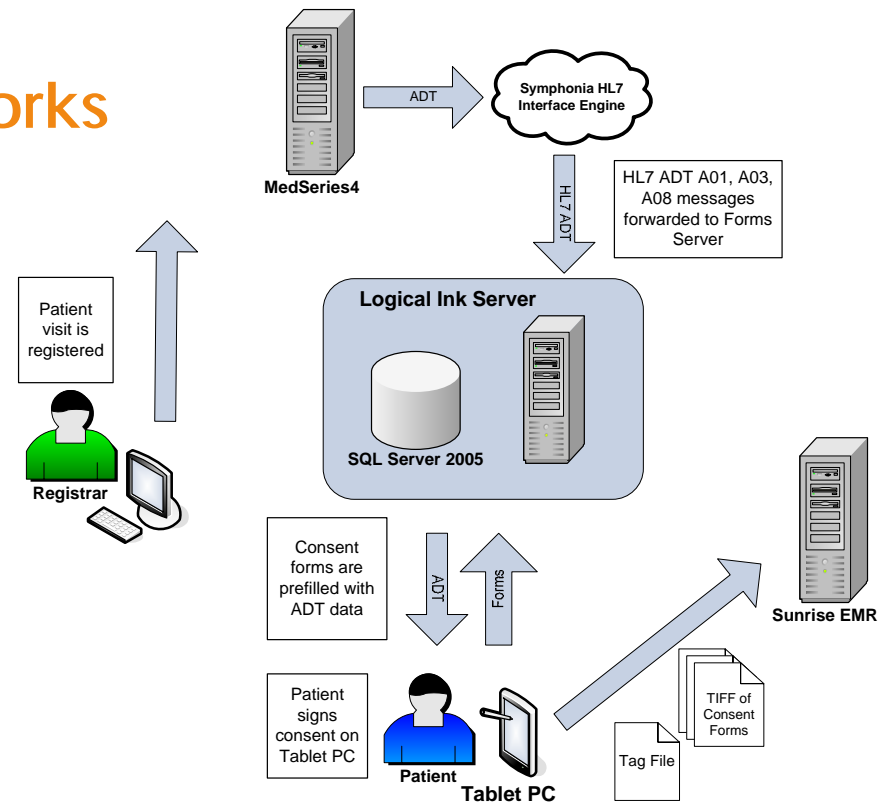 orks
ADT
Symphonia HL7
Interface Engine
MedSeries4
HL7 ADT
HL7 ADT A01, A03,
A08 messages
forwarded to Forms
Server
Patient
visit is
registered
Registrar
Logical Ink Server
SQL Server 2005
Consent
forms are
prefilled with
ADT data
ADT
Forms
Sunrise EMR
Patient
signs
consent on
Tablet PC
Patient
Tablet PC
Tag File
TIFF of
Consent
Forms